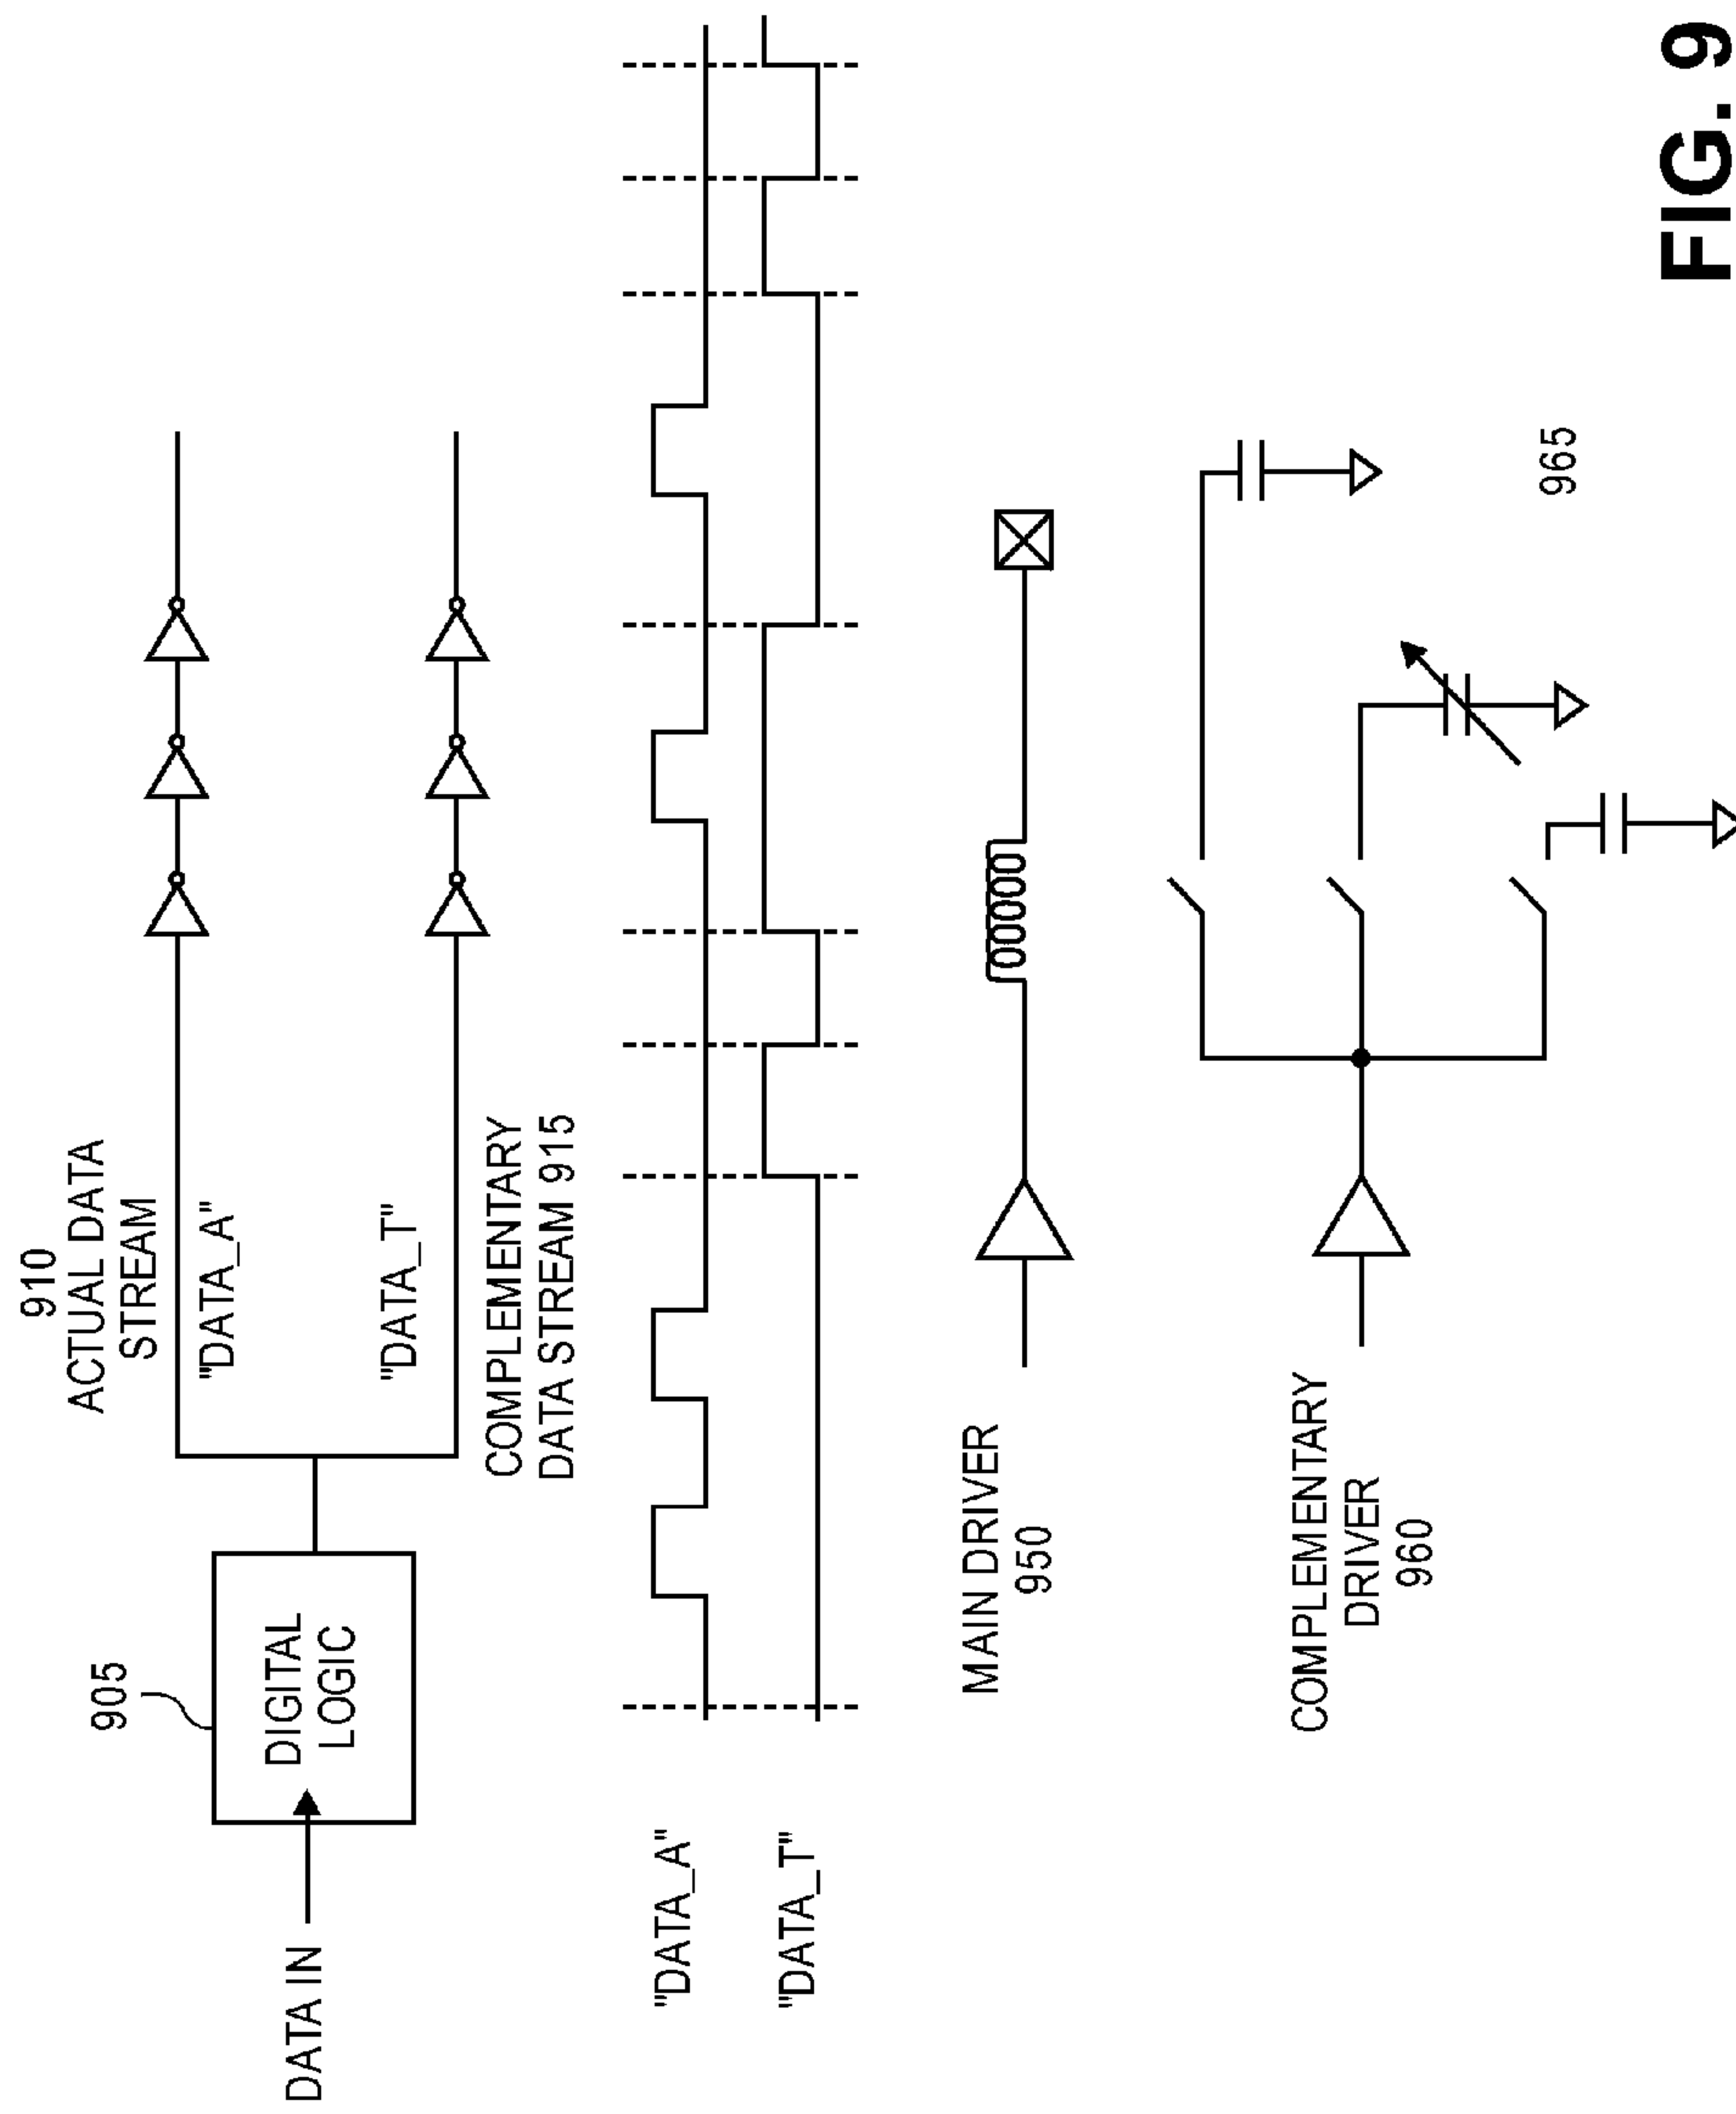 910
ACTUAL DATA
STREAM
905
"DATA_A"
DIGITAL
LOGIC
DATA IN
"DATA_T"
COMPLEMENTARY
DATA STREAM 915
"DATA_A"
"DATA_T"
MAIN DRIVER
950
COMPLEMENTARY
DRIVER
960
965
FIG. 9